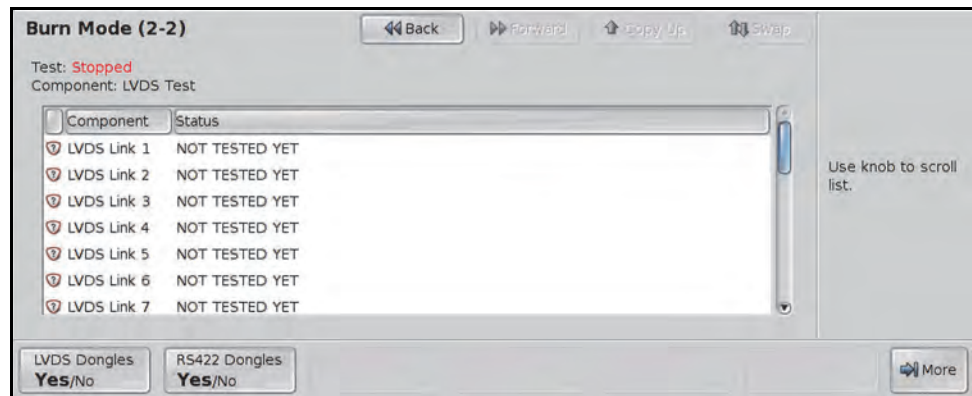 Burn Mode (2-2)
Back
Forward
Copy Up
Swap
Test: Stopped
Component: LVDS Test
Component Status
LVDS Link 1 NOT TESTED YET
LVDS Link 2 NOT TESTED YET
LVDS Link 3 NOT TESTED YET
LVDS Link 4 NOT TESTED YET
LVDS Link 5 NOT TESTED YET
LVDS Link 6 NOT TESTED YET
LVDS Link 7 NOT TESTED YET
Use knob to scroll
list.
LVDS Dongles
Yes/No
RS422 Dongles
Yes/No
More